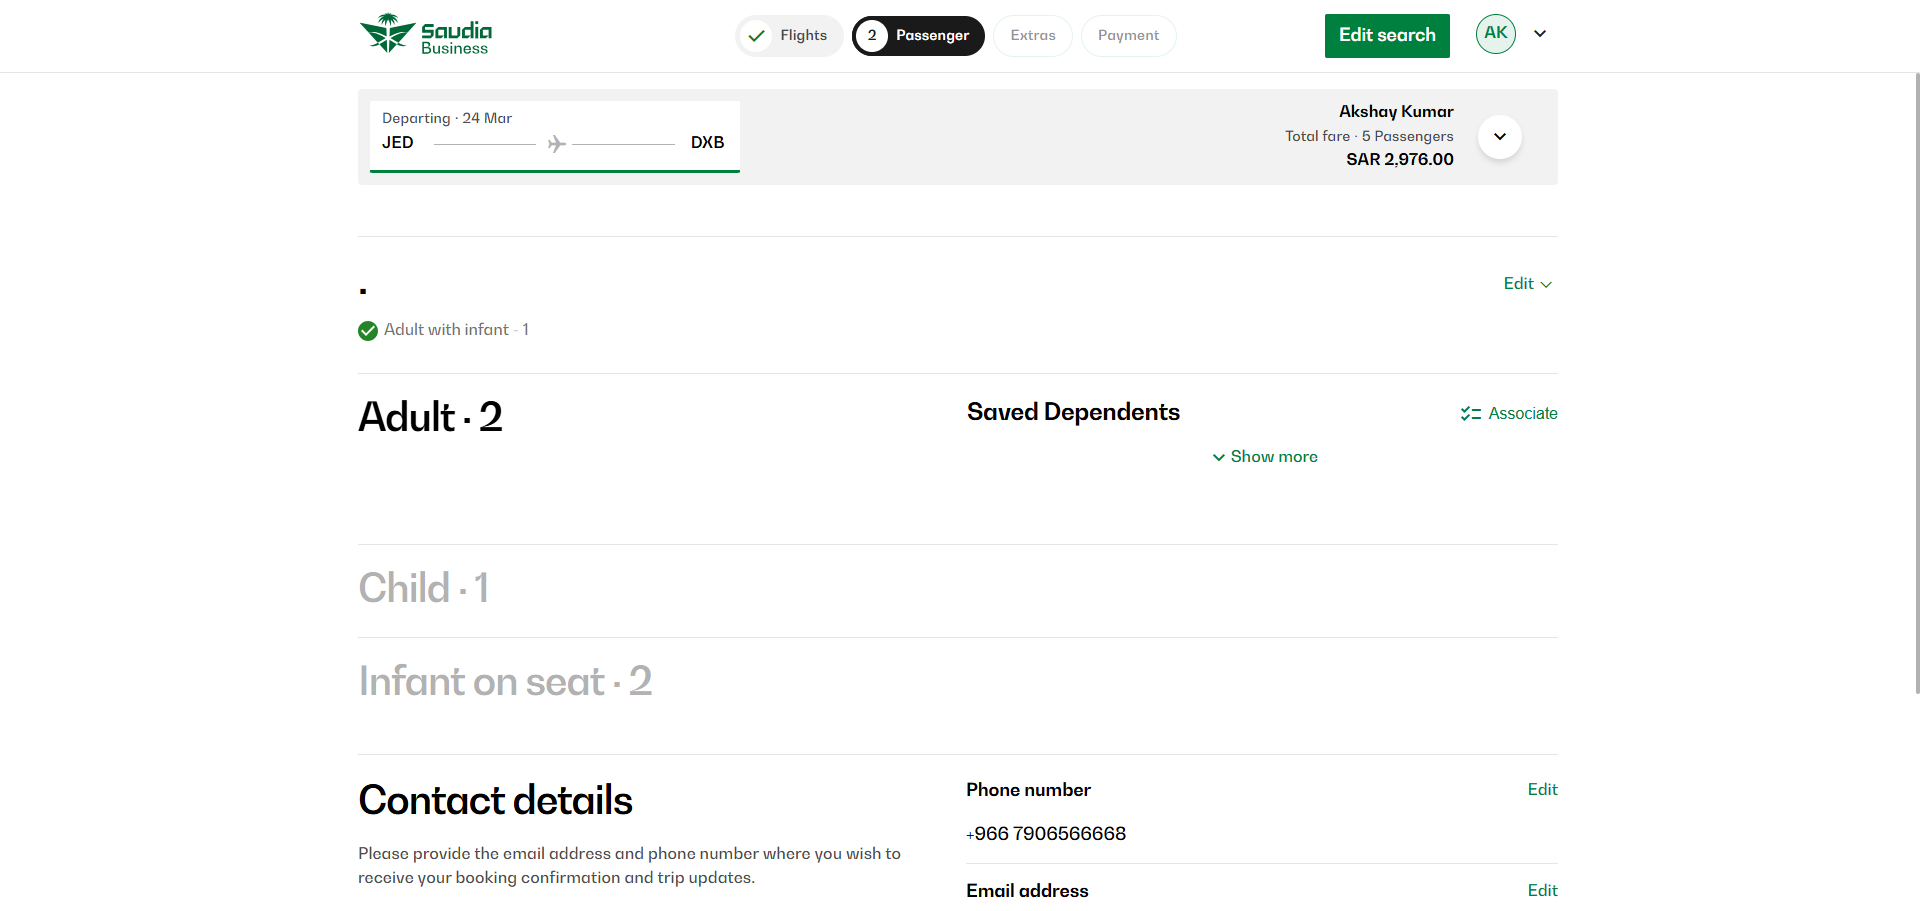 Saudia
Business
Flights
2 Passenger
Extras
Payment
Edit search
AK
Departing · 24 Mar
JED
DXB
Akshay Kumar
Total fare · 5 Passengers
SAR 2,976.00
.
Edit
Adult with infant - 1
Adult · 2
Saved Dependents
Associate
Show more
Child · 1
Infant on seat · 2
Contact details
Please provide the email address and phone number where you wish to
receive your booking confirmation and trip updates.
Phone number
Edit
+966 7906566668
Email address
Edit